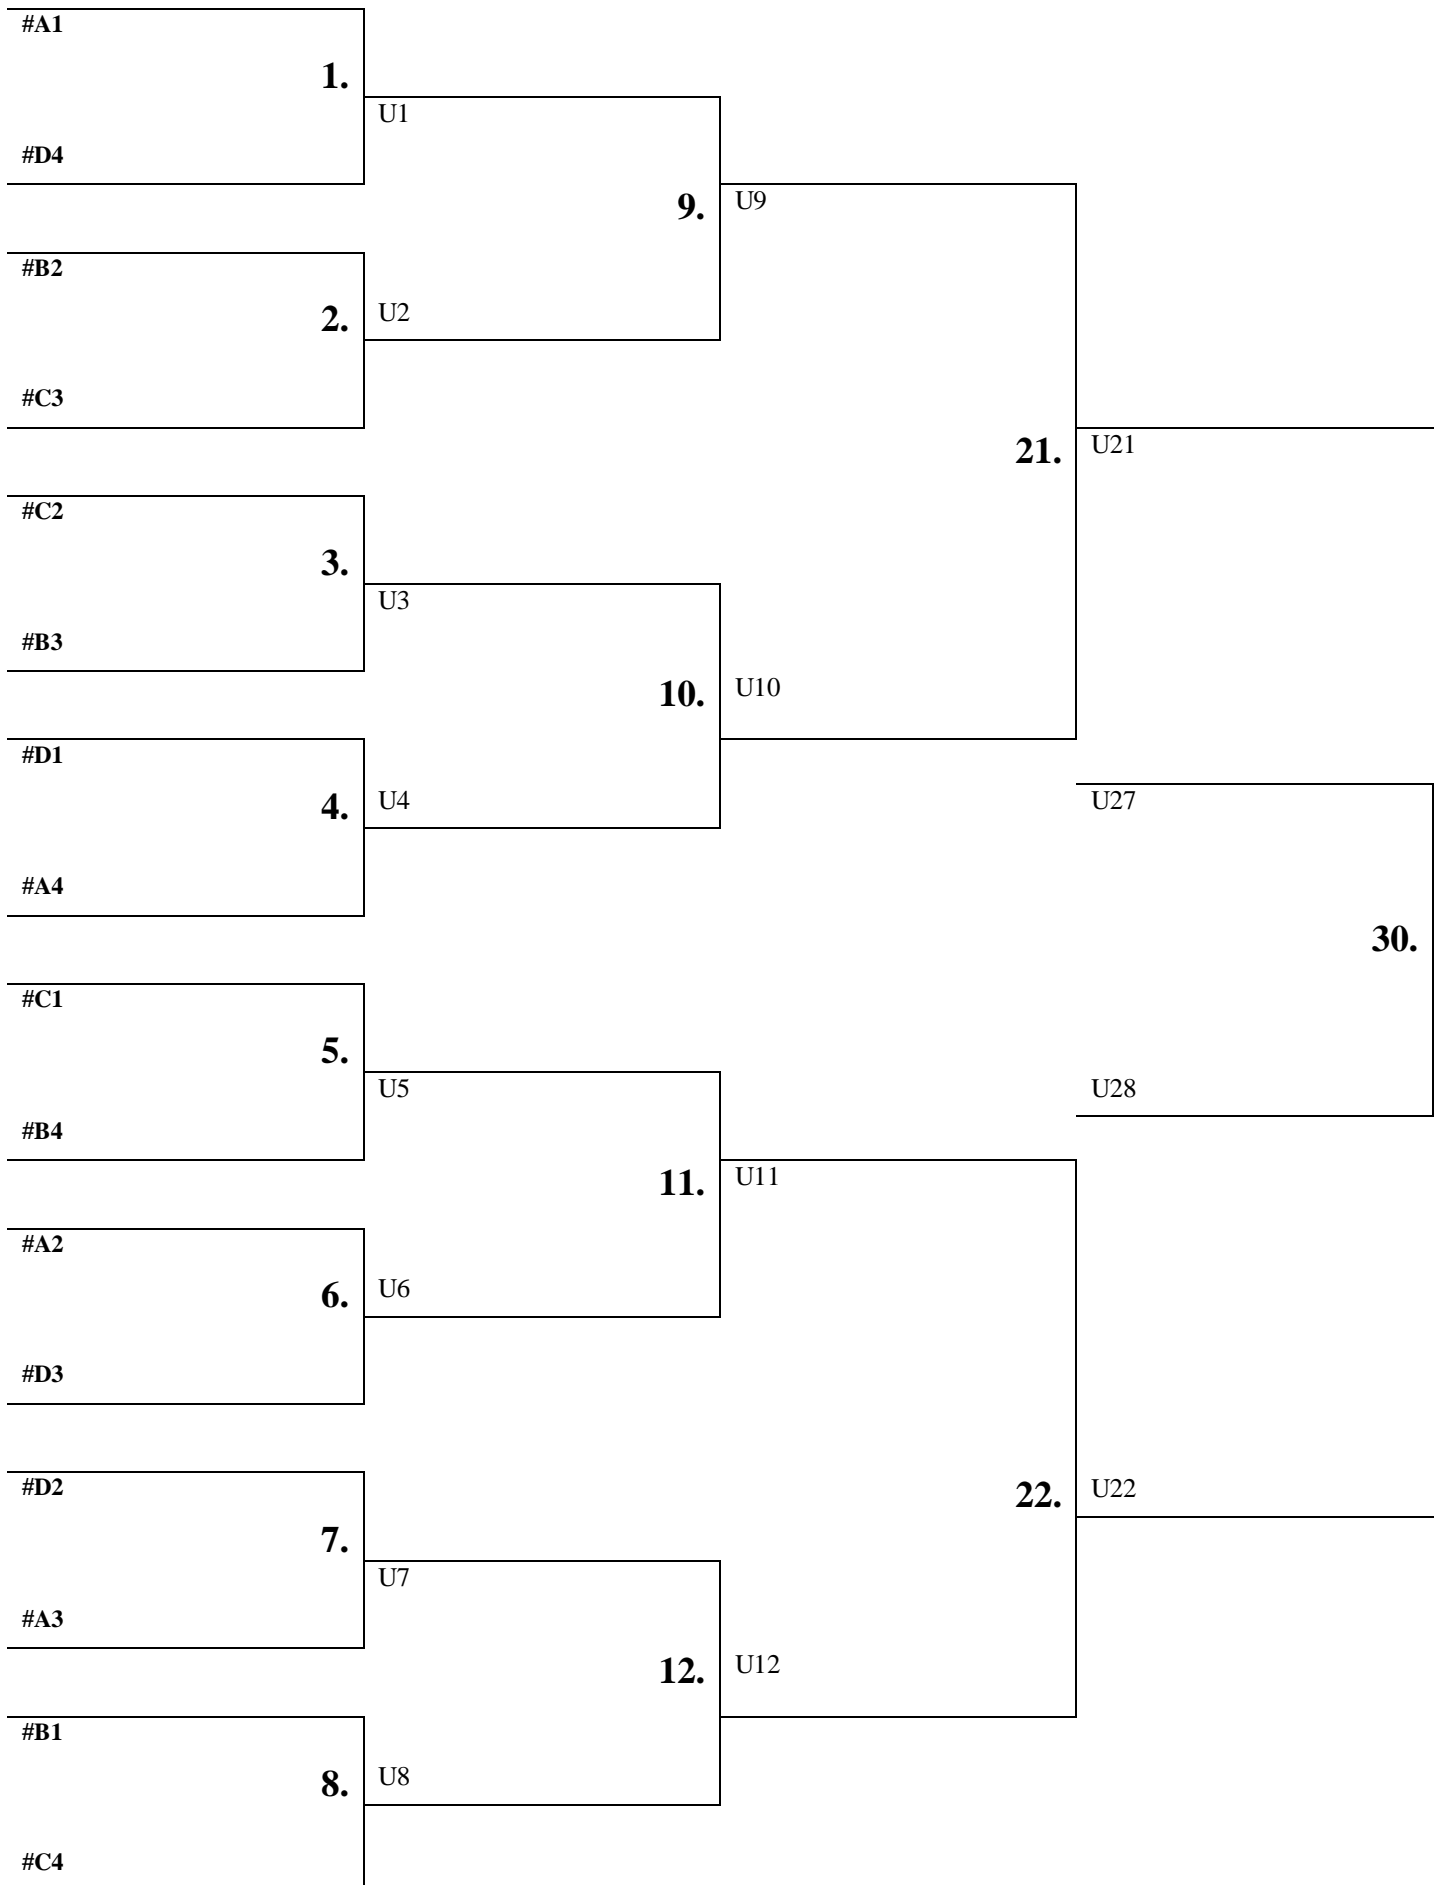 #A1
1.
U1
#D4
9.
U9
#B2
2.
U2
#C3
21.
U21
#C2
3.
U3
#B3
10.
U10
#D1
4.
U4
U27
#A4
30.
#C1
5.
U5
U28
#B4
11.
U11
#A2
6.
U6
#D3
#D2
22.
U22
7.
U7
#A3
12.
U12
#B1
8.
U8
#C4